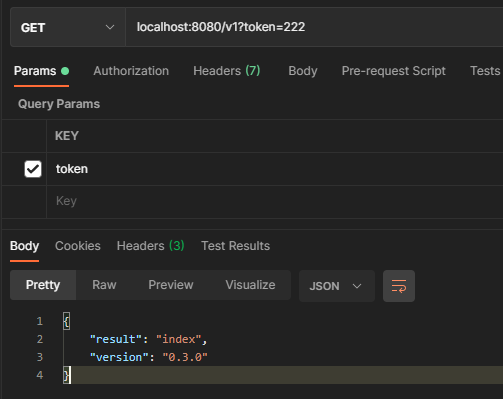 GET localhost:8080/v1?token=222
Params Authorization Headers (7) Body Pre-request Script Tests
Query Params
KEY
token
Key
Body Cookies Headers (3) Test Results
Pretty Raw Preview Visualize JSON
1 {
2 "result": "index",
3 "version": "0.3.0"
4 }